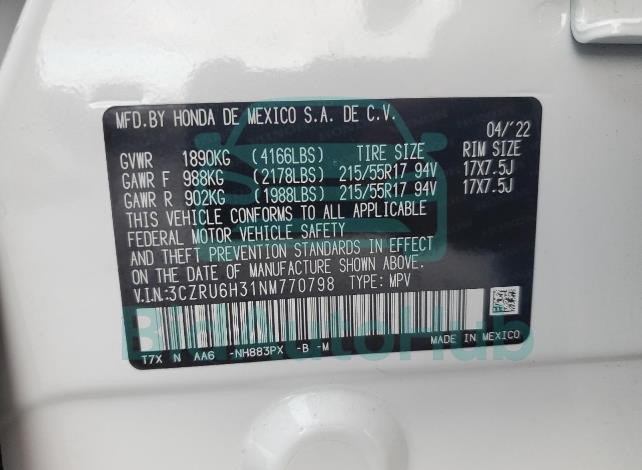 MFD.BY HONDA DE MEXICO S.A. DE C.V.
04/'22
GVWR 1890KG (4166LBS) TIRE SIZE RIM SIZE
GAWR F 988KG (2178LBS) 215/55R17 94V 17X7.5J
GAWR R 902KG (1988LBS) 215/55R17 94V 17X7.5J
THIS VEHICLE CONFORMS TO ALL APPLICABLE
FEDERAL MOTOR VEHICLE SAFETY
AND THEFT PREVENTION STANDARDS IN EFFECT
ON THE DATE OF MANUFACTURE SHOWN ABOVE.
V.I.N.:3CZRU6H31NM770798 TYPE: MPV
BidAutoHub
T7X N AA6 -NH883PX -B -M MADE IN MEXICO